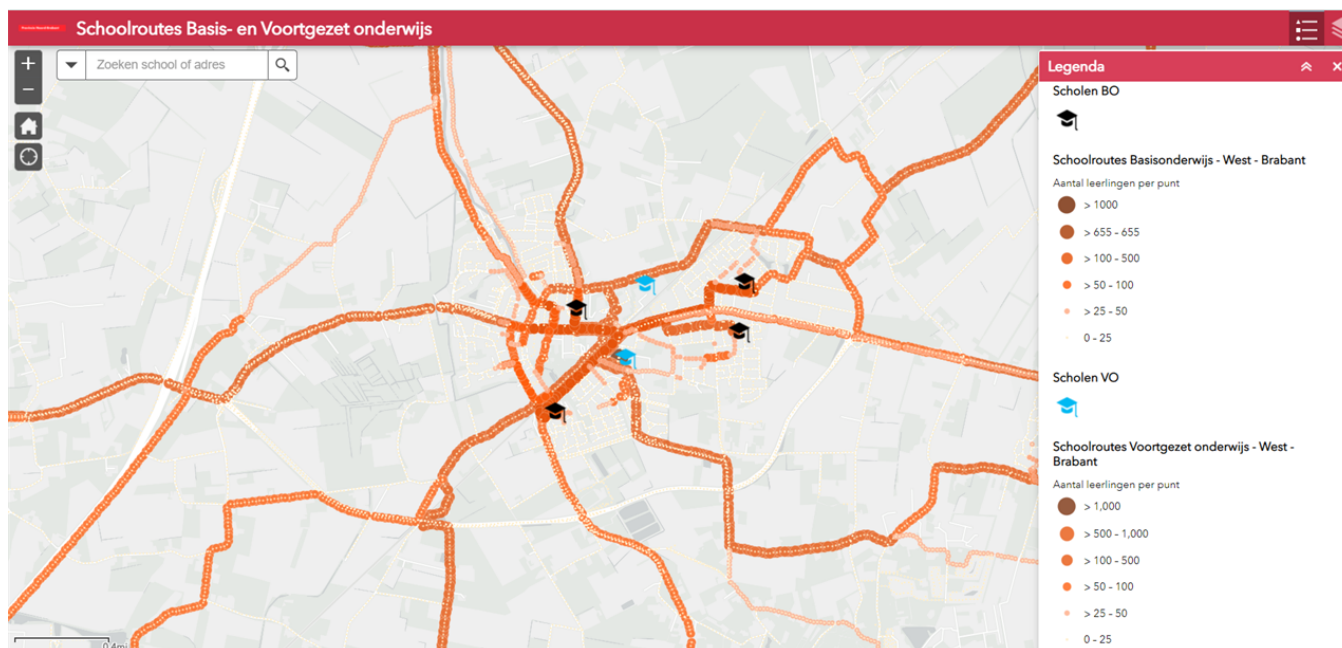 Schoolroutes Basis- en Voortgezet onderwijs
+
Zoeken school of adres
−
Legenda
Scholen BO
Schoolroutes Basisonderwijs - West - Brabant
Aantal leerlingen per punt
> 1000
> 655 - 655
> 100 - 500
> 50 - 100
> 25 - 50
0 - 25
Scholen VO
Schoolroutes Voortgezet onderwijs - West -
Brabant
Aantal leerlingen per punt
> 1,000
> 500 - 1,000
> 100 - 500
> 50 - 100
> 25 - 50
0 - 25
0.4mi